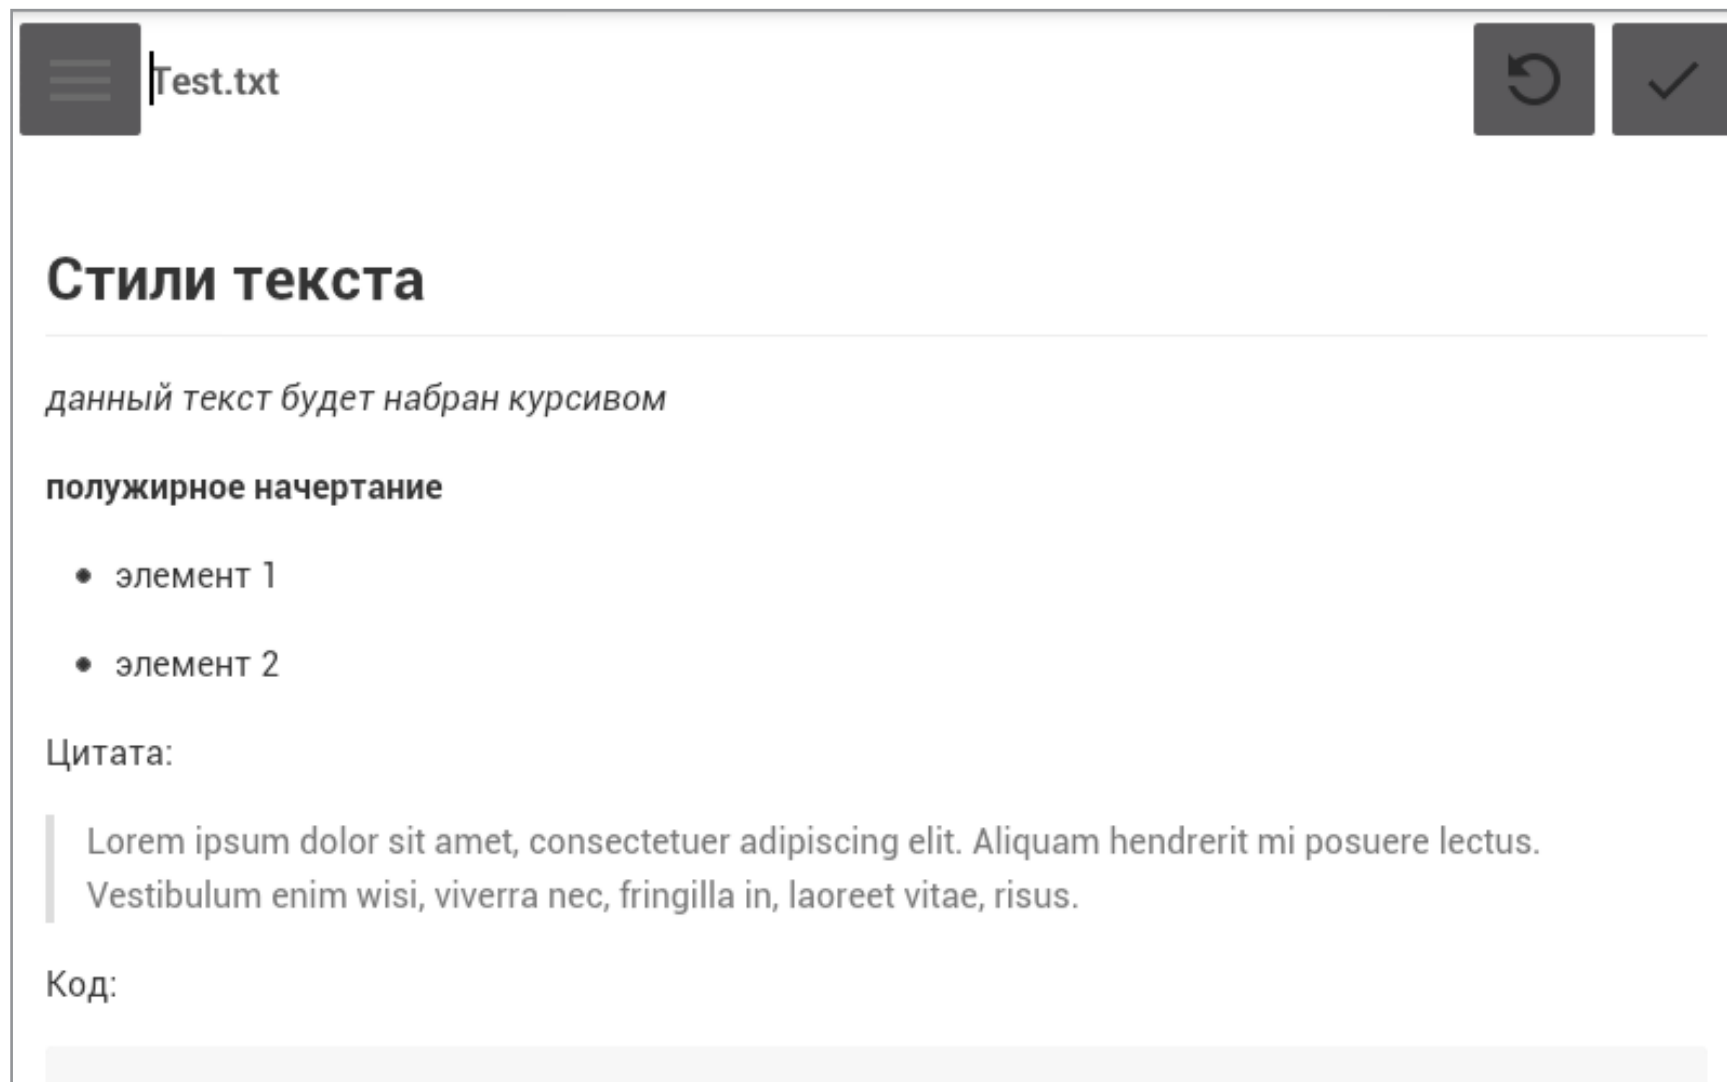 Test.txt
Стили текста
данный текст будет набран курсивом
полужирное начертание
элемент 1
элемент 2
Цитата:
Lorem ipsum dolor sit amet, consectetuer adipiscing elit. Aliquam hendrerit mi posuere lectus.
Vestibulum enim wisi, viverra nec, fringilla in, laoreet vitae, risus.
Код: